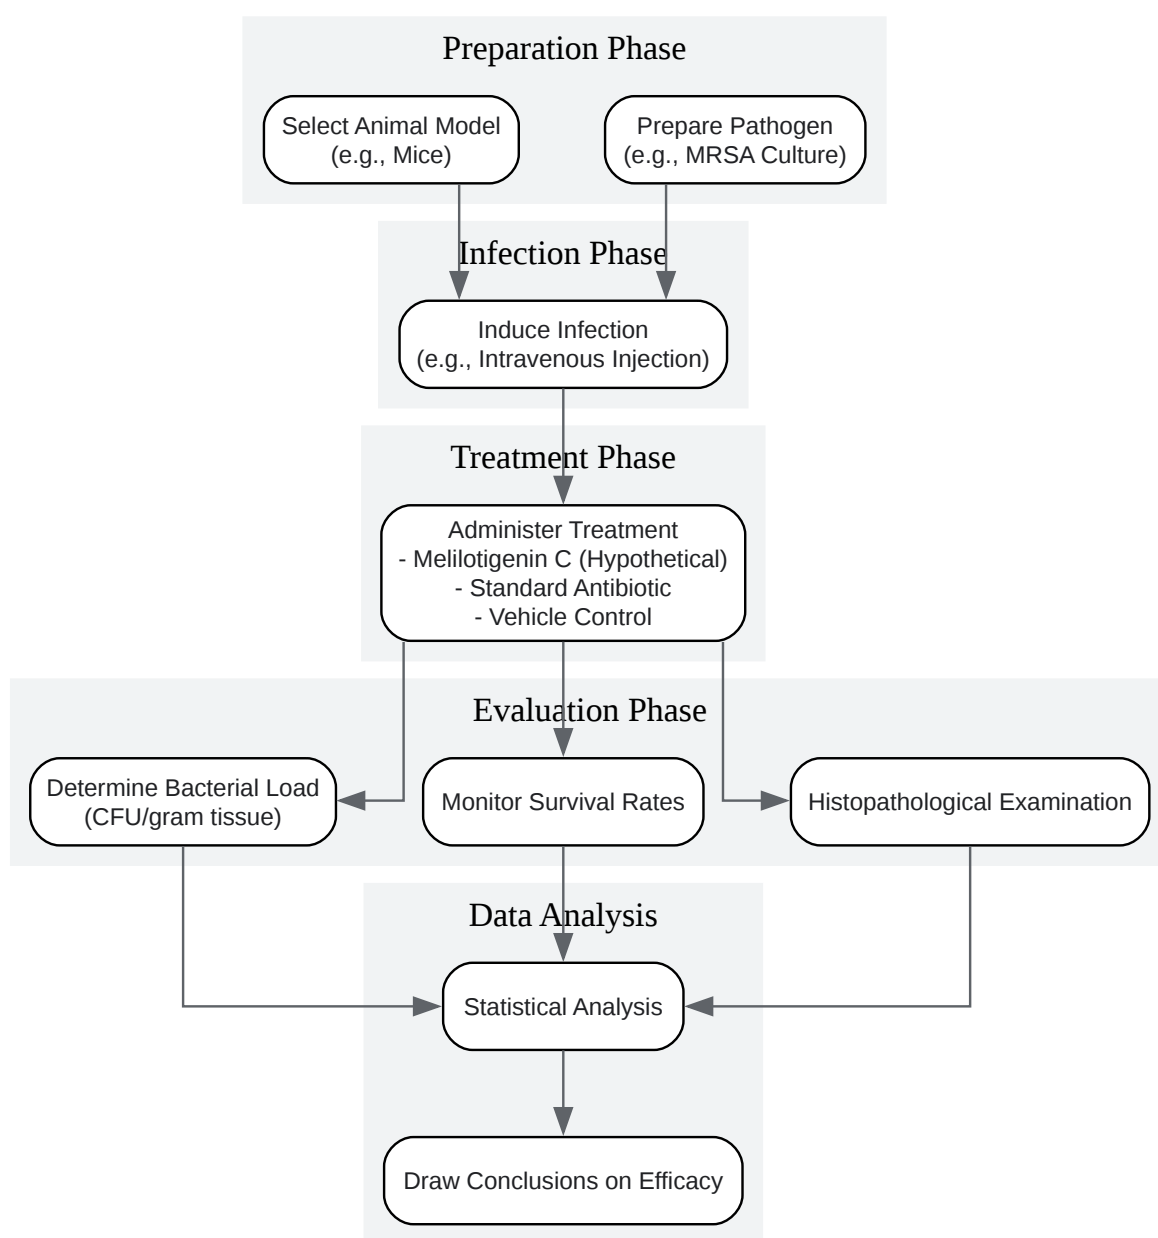 Preparation Phase
Select Animal Model
(e.g., Mice)
Prepare Pathogen
(e.g., MRSA Culture)
Infection Phase
Induce Infection
(e.g., Intravenous Injection)
Treatment Phase
Administer Treatment
- Melilotigenin C (Hypothetical)
- Standard Antibiotic
- Vehicle Control
Evaluation Phase
Determine Bacterial Load
(CFU/gram tissue)
Monitor Survival Rates
Histopathological Examination
Data Analysis
Statistical Analysis
Draw Conclusions on Efficacy